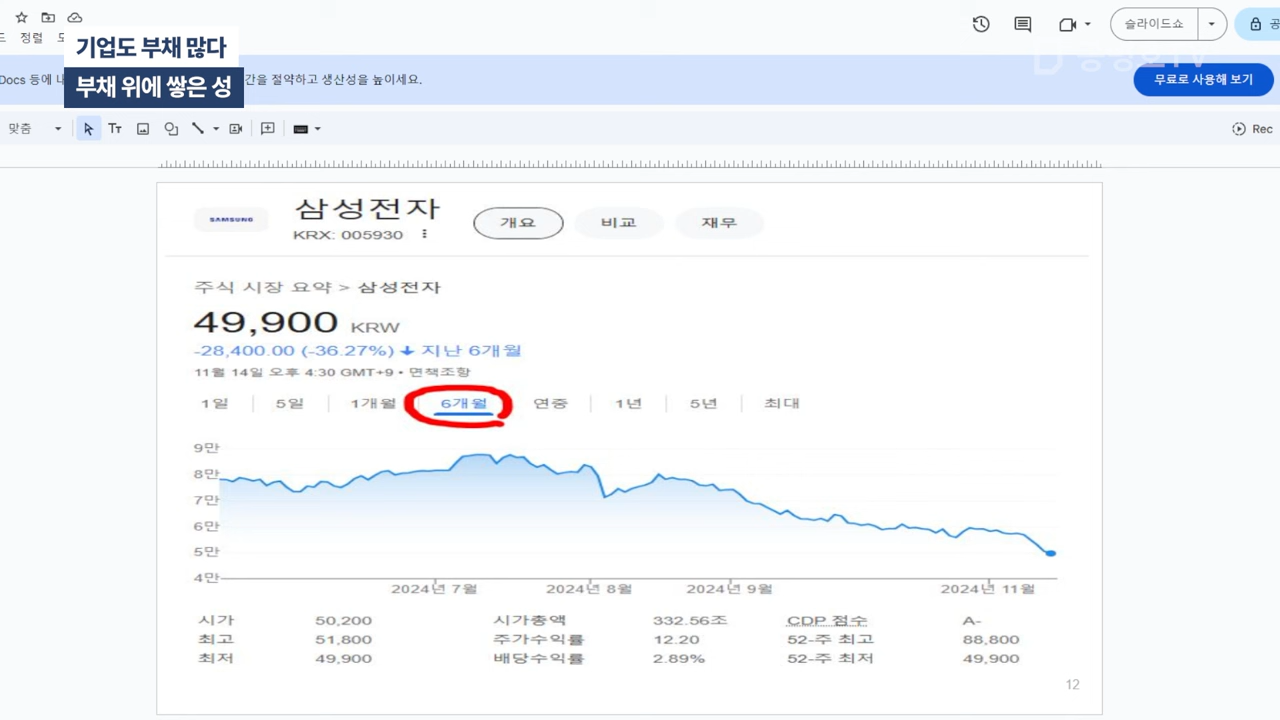 기업도 부채 많다
정렬
슬라이드쇼
부채 위에 쌓은 성
Docs 등에
간을 절약하고 생산성을 높이세요.
무료로 사용해 보기
맞춤
Tт
Rec
SAMSUNG
삼성전자
KRX: 005930
개요
비교
재무
주식 시장 요약 > 삼성전자
49,900 KRW
-28,400.00 (-36.27%) ↓ 지난 6개월
11월 14일 오후 4:30 GMT+9 • 면책조항
1일 5일 1개월 6개월 연중 1년 5년 최대
9만
8만
7만
6만
5만
4만
2024년 7월 2024년 8월 2024년 9월 2024년 11월
시가 50,200 시가총액 332.56조 CDP 점수 A-
최고 51,800 주가수익률 12.20 52-주 최고 88,800
최저 49,900 배당수익률 2.89% 52-주 최저 49,900
12